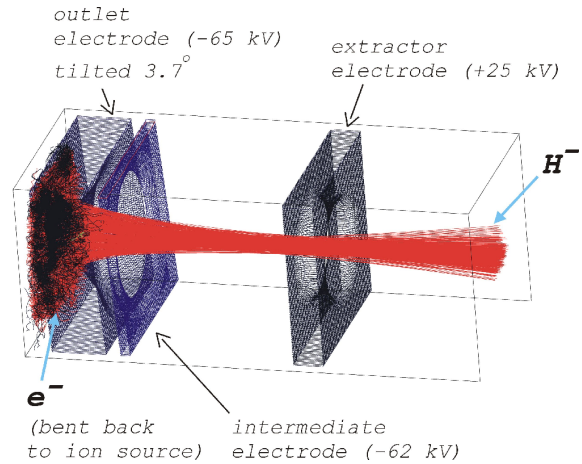 outlet
electrode (-65 kV)
tilted 3.7°
extractor
electrode (+25 kV)
H⁻
e⁻
(bent back
to ion source)
intermediate
electrode (-62 kV)